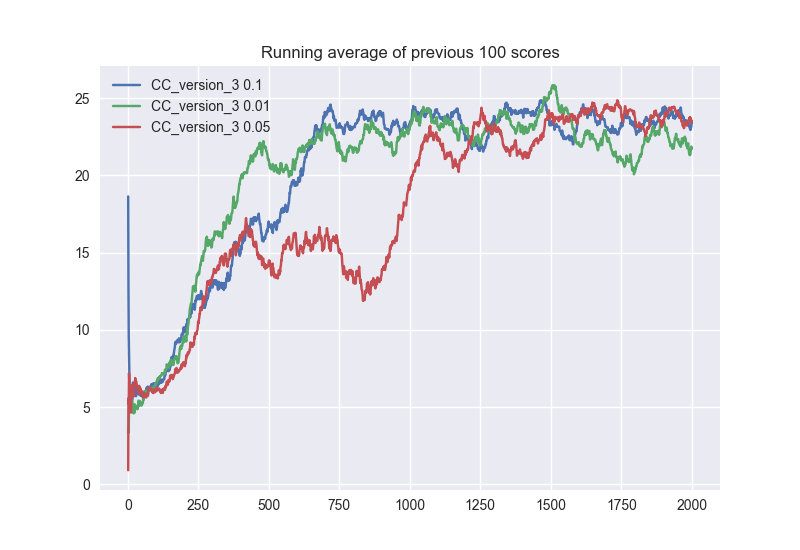 Running average of previous 100 scores
CC_version_3 0.1
CC_version_3 0.01
CC_version_3 0.05
25
20
15
10
5
0
0 250 500 750 1000 1250 1500 1750 2000